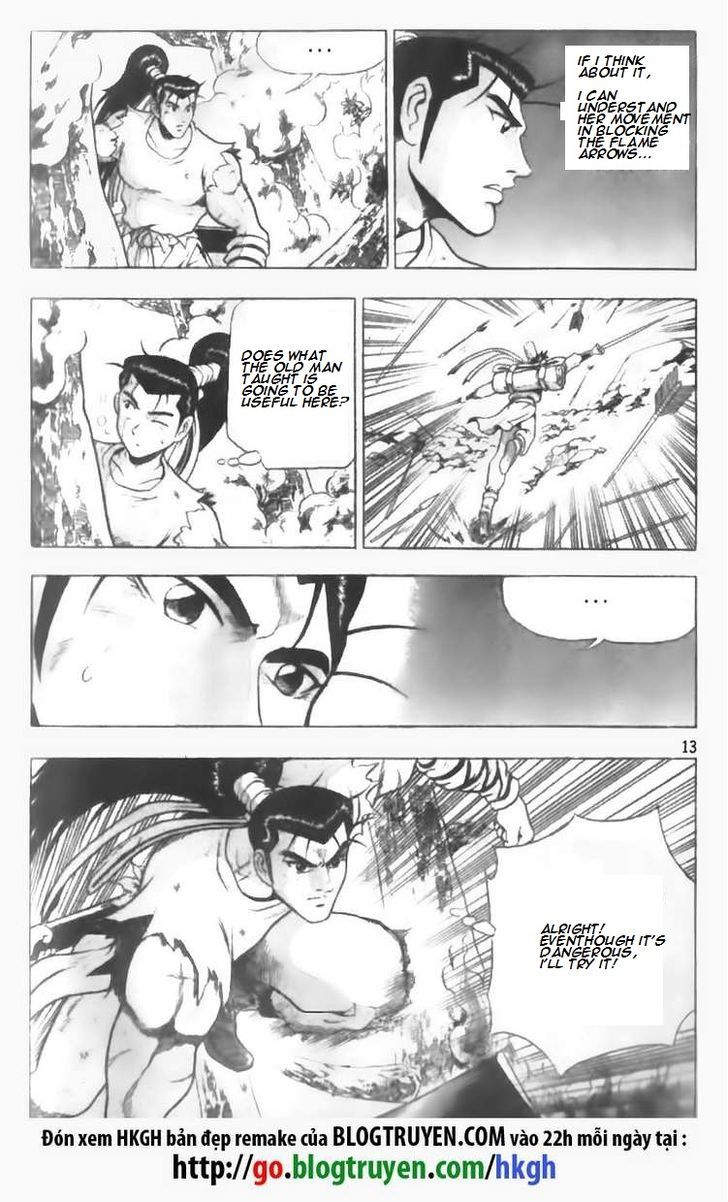 ...
IF I THINK
ABOUT IT,
I CAN
UNDERSTAND
HER MOVEMENT
IN BLOCKING
THE FLAME
ARROWS...
DOES WHAT
THE OLD MAN
TAUGHT IS
GOING TO BE
USEFUL HERE?
...
13
ALRIGHT!
EVENTHOUGH IT'S
DANGEROUS,
I'LL TRY IT!
Đón xem HKGH bản đẹp remake của BLOGTRUYEN.COM vào 22h mỗi ngày tại :
http://go.blogtruyen.com/hkgh